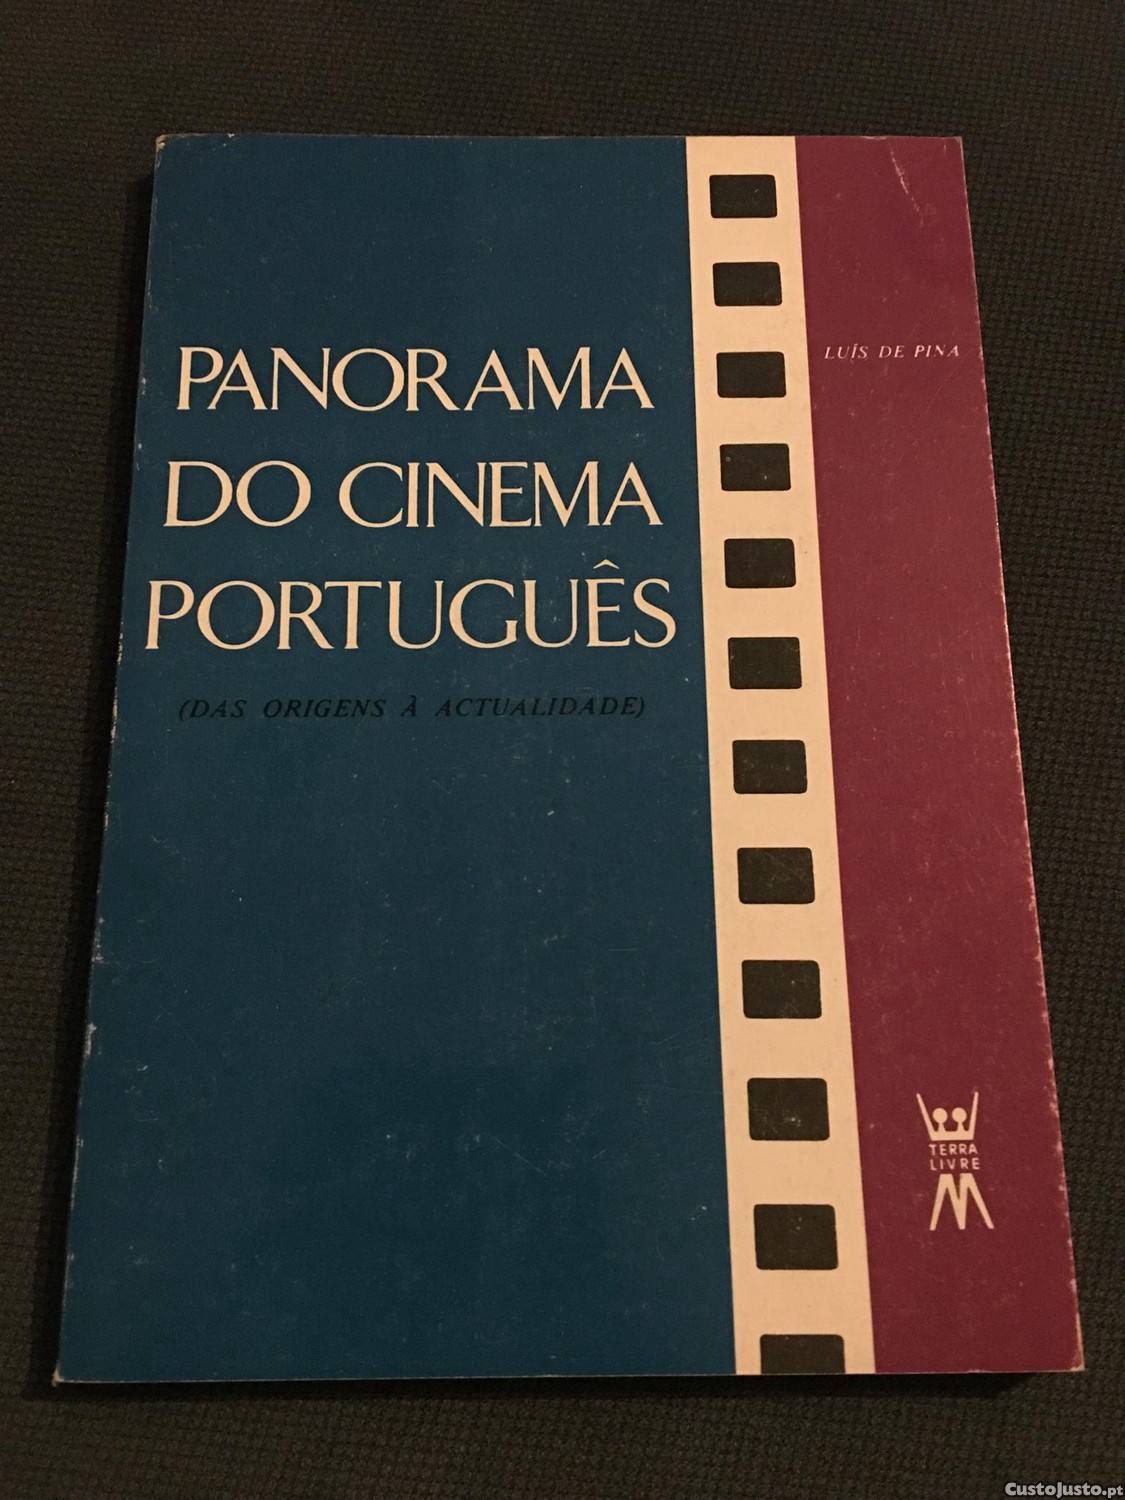 PANORAMA
DO CINEMA
PORTUGUÊS
(DAS ORIGENS À ACTUALIDADE)
LUÍS DE PINA
TERRA
LIVRE
CustoJusto.pt